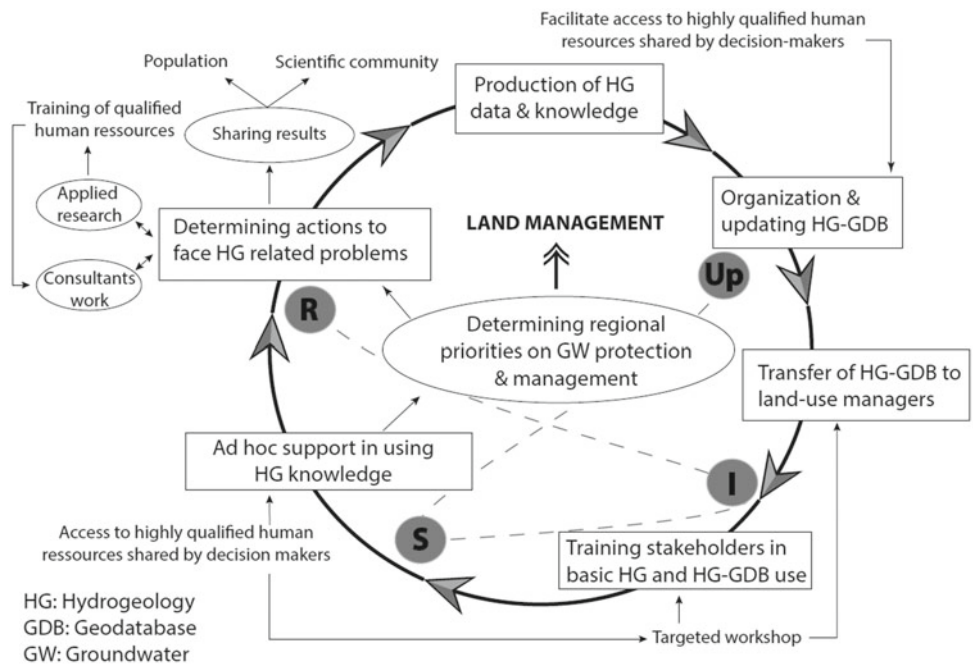 Facilitate access to highly qualified human
resources shared by decision-makers
Population
Scientific community
Training of qualified
human ressources
Sharing results
Production of HG
data & knowledge
Applied
research
Consultants
work
Determining actions to
face HG related problems
LAND MANAGEMENT
Organization &
updating HG-GDB
Up
R
Determining regional
priorities on GW protection
& management
Transfer of HG-GDB to
land-use managers
Ad hoc support in using
HG knowledge
I
S
Access to highly qualified human
ressources shared by decision makers
Training stakeholders in
basic HG and HG-GDB use
Targeted workshop
HG: Hydrogeology
GDB: Geodatabase
GW: Groundwater